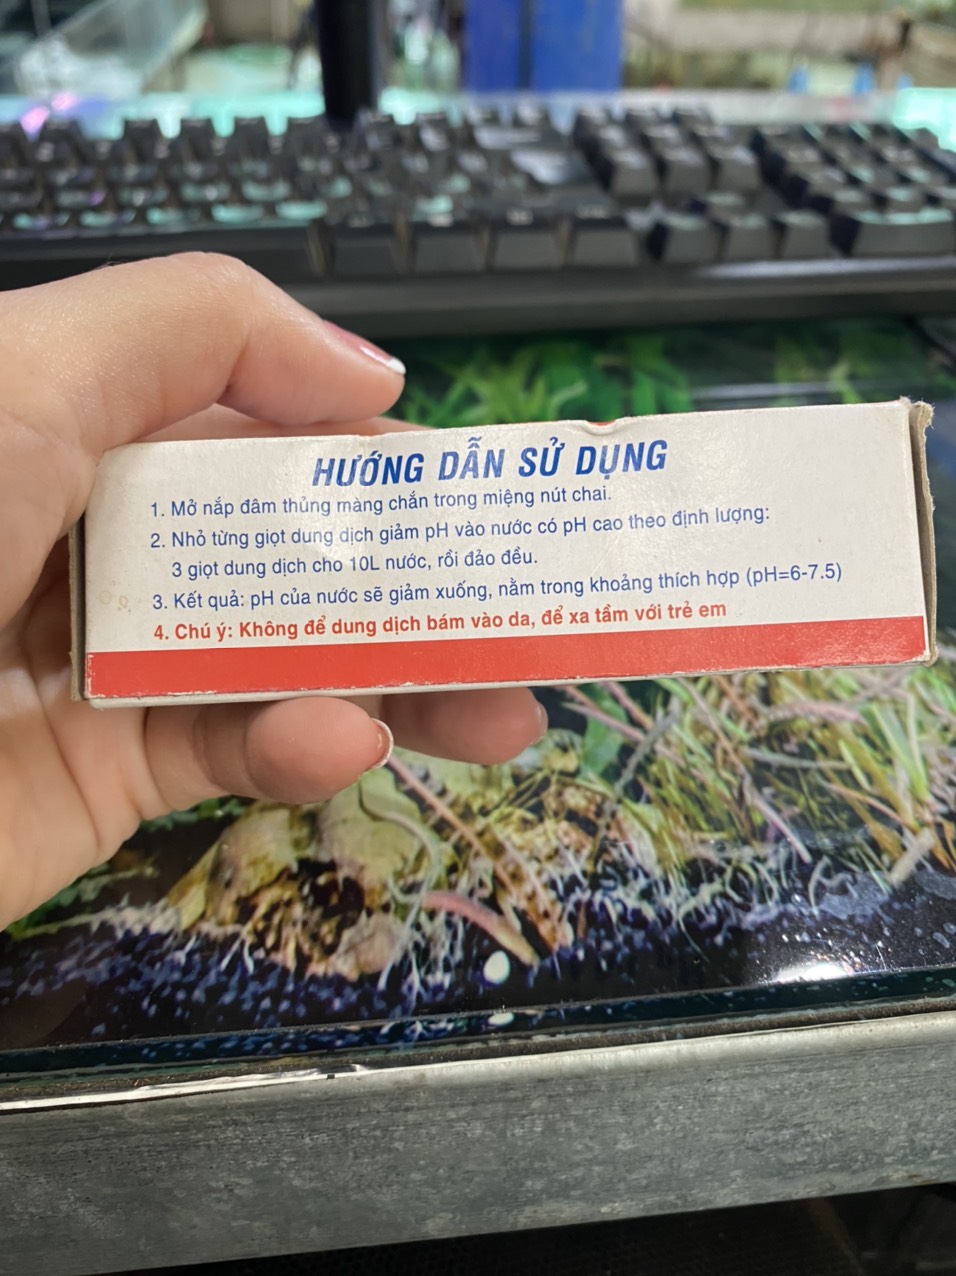 HƯỚNG DẪN SỬ DỤNG
1. Mở nắp đâm thủng màng chắn trong miệng nút chai.
2. Nhỏ từng giọt dung dịch giảm pH vào nước có pH cao theo định lượng:
3 giọt dung dịch cho 10L nước, rồi đảo đều.
3. Kết quả: pH của nước sẽ giảm xuống, nằm trong khoảng thích hợp (pH=6-7.5)
4. Chú ý: Không để dung dịch bám vào da, để xa tầm với trẻ em